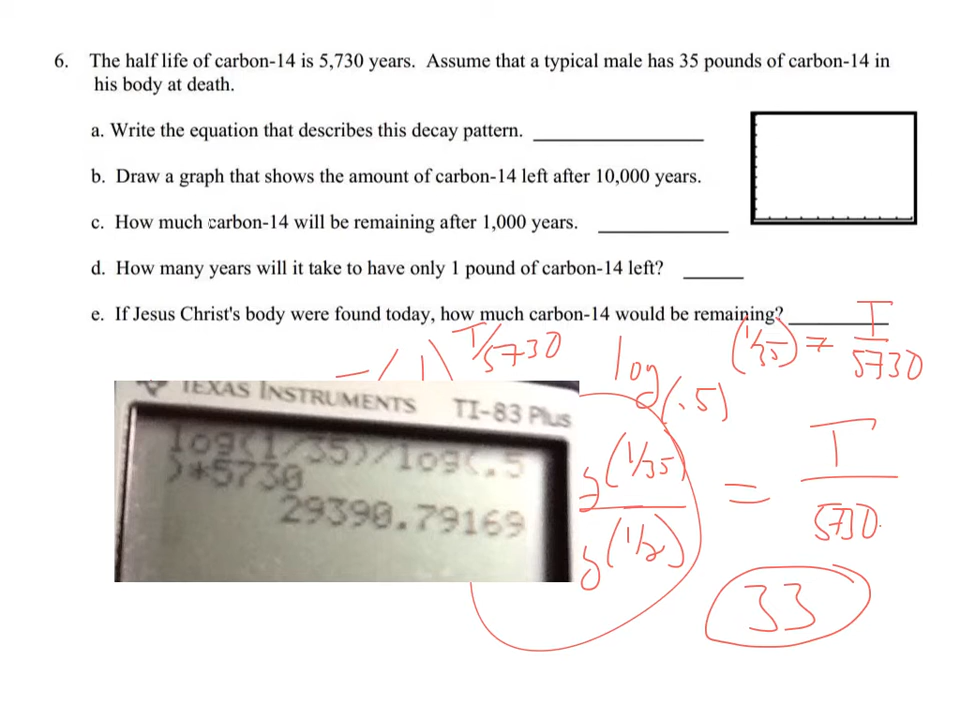 6. The half life of carbon-14 is 5,730 years. Assume that a typical male has 35 pounds of carbon-14 in
his body at death.
a. Write the equation that describes this decay pattern.
b. Draw a graph that shows the amount of carbon-14 left after 10,000 years.
c. How much carbon-14 will be remaining after 1,000 years.
d. How many years will it take to have only 1 pound of carbon-14 left?
e. If Jesus Christ's body were found today, how much carbon-14 would be remaining?
T/5730
log(.5) (1/35) = T/5730
TEXAS INSTRUMENTS TI-83 Plus
log(1/35)/log(.5
)*5730
29390.79169
(1/35)
(1/2)
= T/5730
33